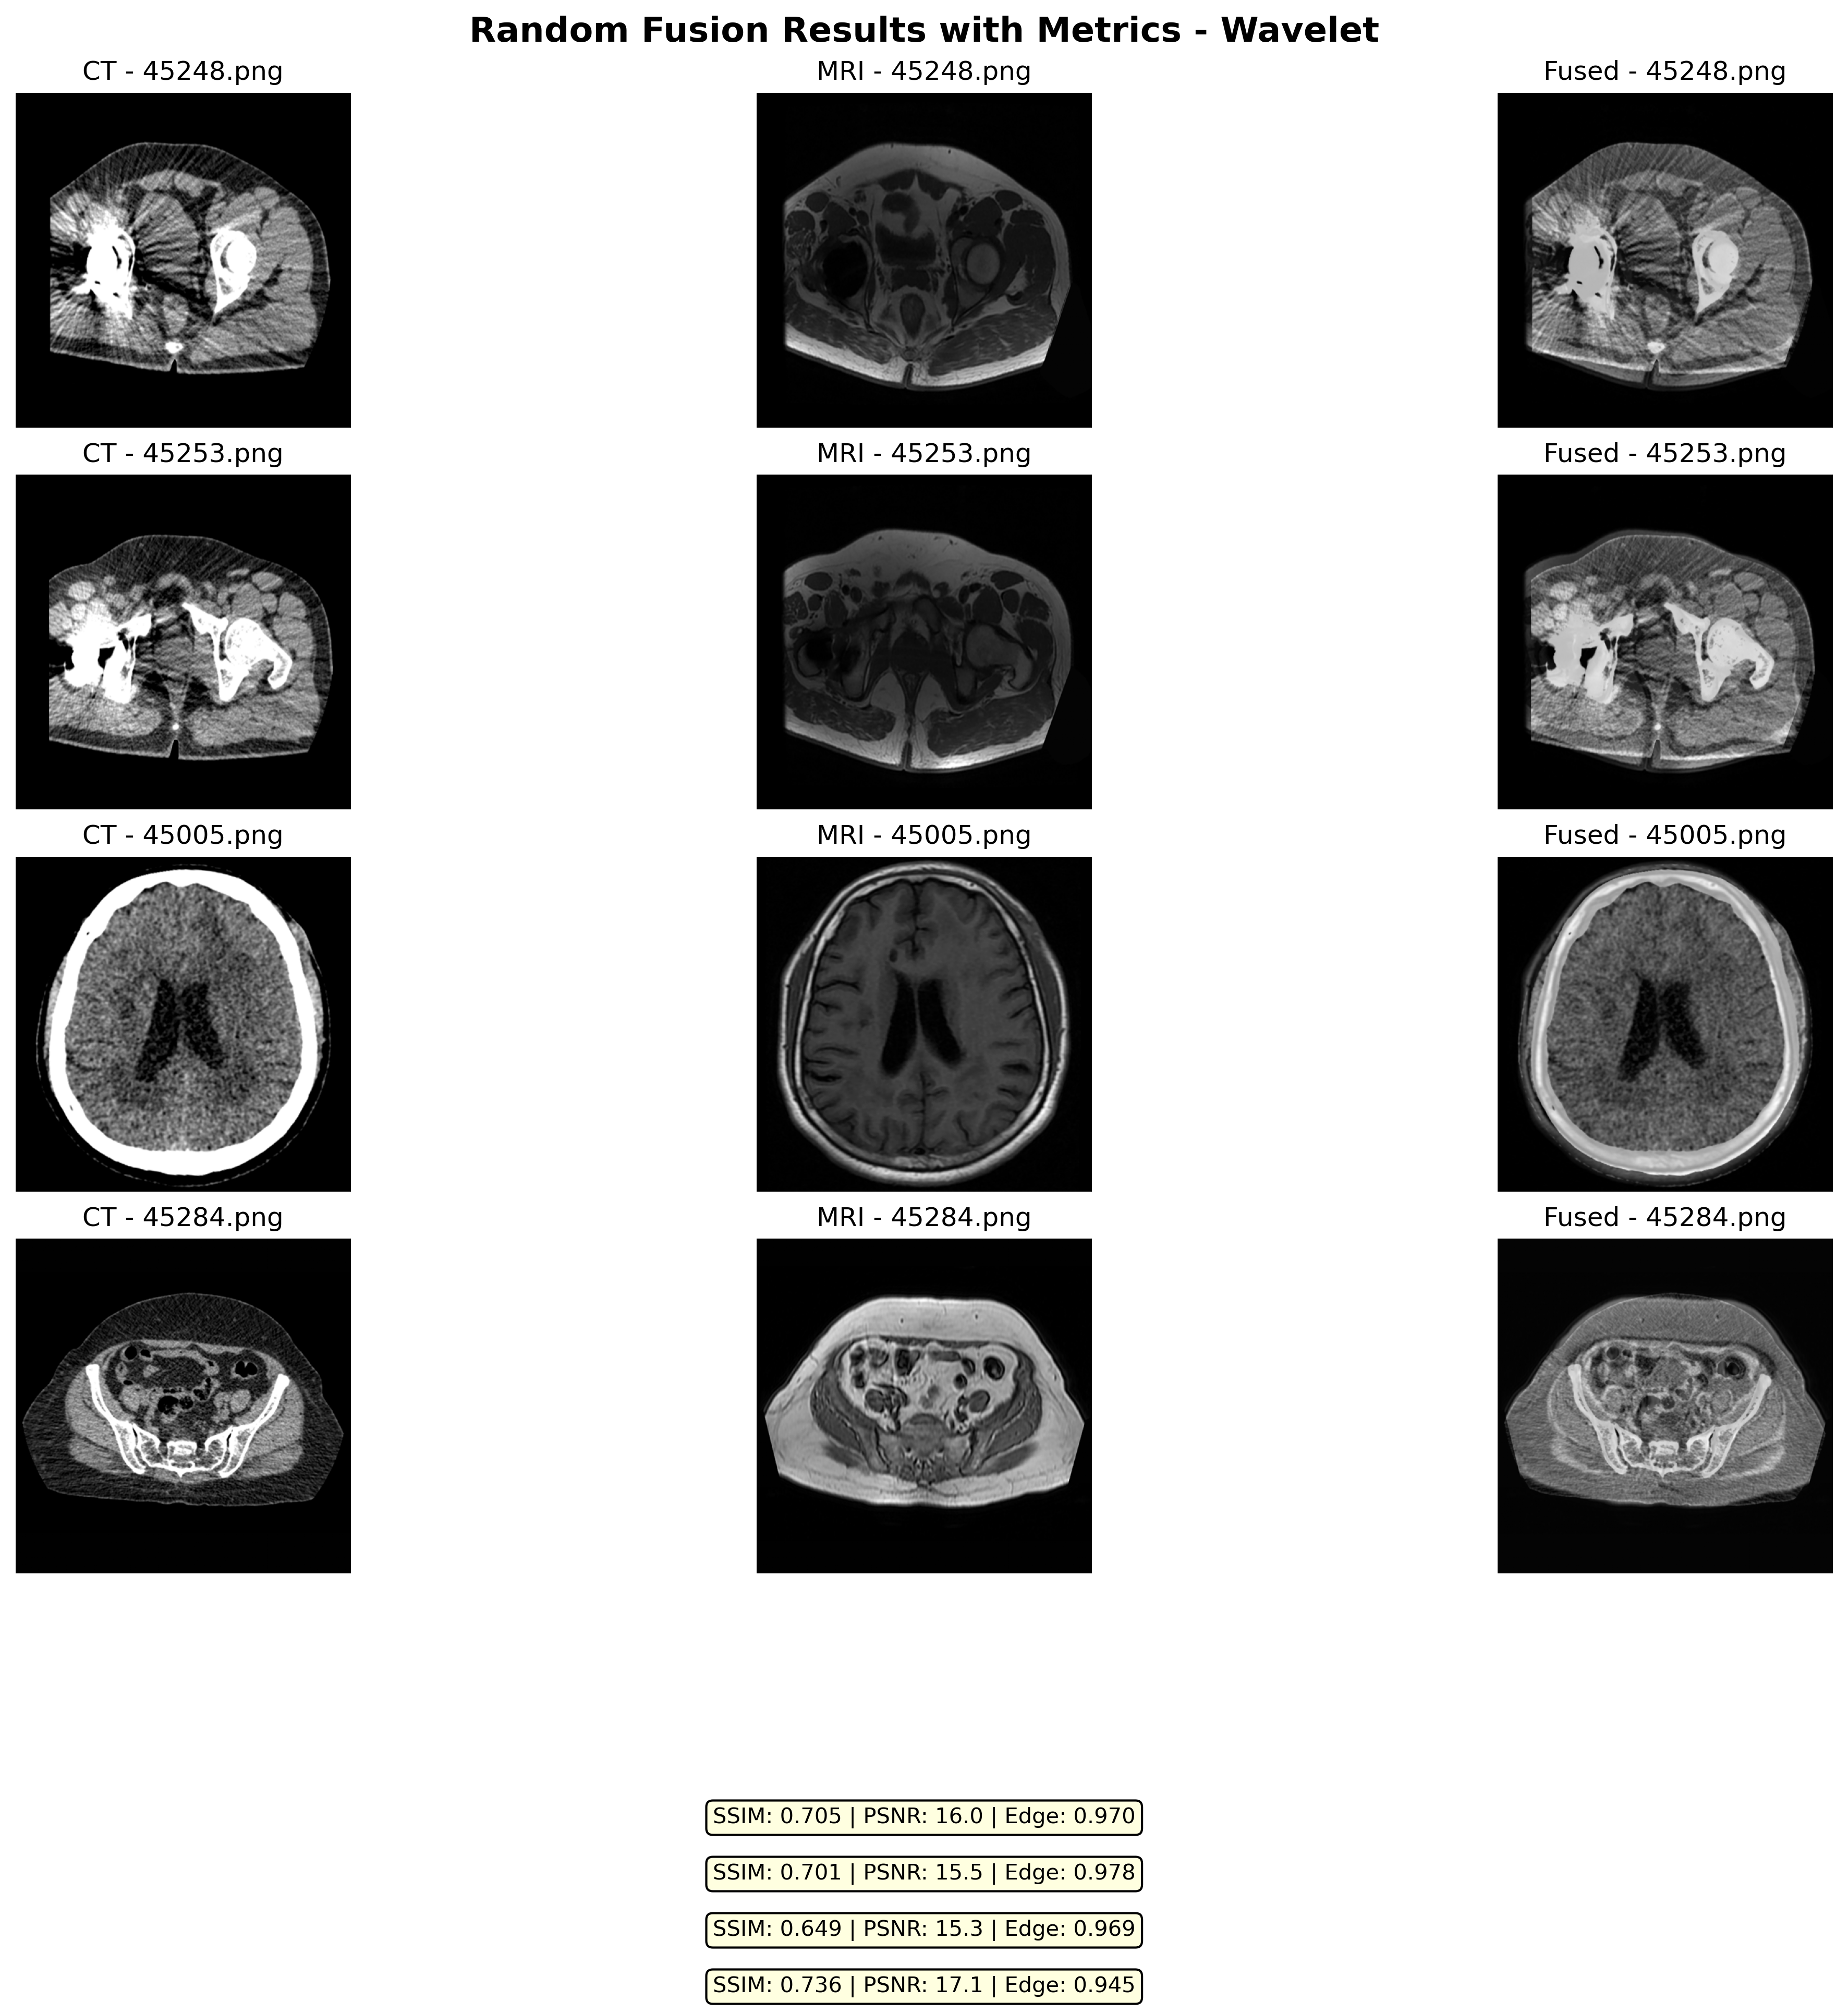 Random Fusion Results with Metrics - Wavelet
CT - 45248.png
MRI - 45248.png
Fused - 45248.png
CT - 45253.png
MRI - 45253.png
Fused - 45253.png
CT - 45005.png
MRI - 45005.png
Fused - 45005.png
CT - 45284.png
MRI - 45284.png
Fused - 45284.png
SSIM: 0.705 | PSNR: 16.0 | Edge: 0.970
SSIM: 0.701 | PSNR: 15.5 | Edge: 0.978
SSIM: 0.649 | PSNR: 15.3 | Edge: 0.969
SSIM: 0.736 | PSNR: 17.1 | Edge: 0.945